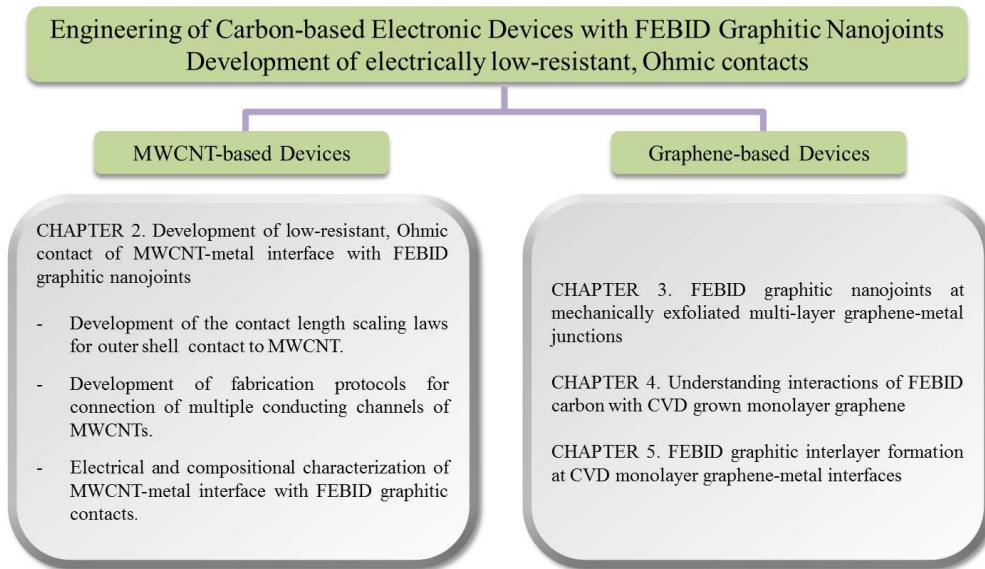 Engineering of Carbon-based Electronic Devices with FEBID Graphitic Nanojoints
Development of electrically low-resistant, Ohmic contacts
MWCNT-based Devices
Graphene-based Devices
CHAPTER 2. Development of low-resistant, Ohmic
contact of MWCNT-metal interface with FEBID
graphitic nanojoints
- Development of the contact length scaling laws
for outer shell contact to MWCNT.
- Development of fabrication protocols for
connection of multiple conducting channels of
MWCNTs.
- Electrical and compositional characterization of
MWCNT-metal interface with FEBID graphitic
contacts.
CHAPTER 3. FEBID graphitic nanojoints at
mechanically exfoliated multi-layer graphene-metal
junctions
CHAPTER 4. Understanding interactions of FEBID
carbon with CVD grown monolayer graphene
CHAPTER 5. FEBID graphitic interlayer formation
at CVD monolayer graphene-metal interfaces